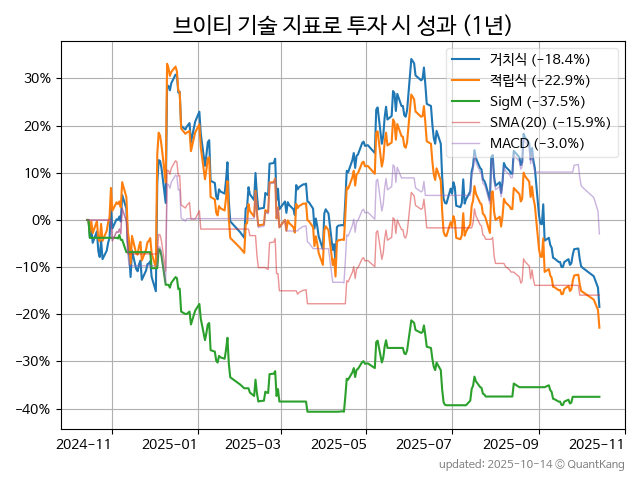 브이티 기술 지표로 투자 시 성과 (1년)
거치식 (−18.4%)
적립식 (−22.9%)
SigM (−37.5%)
SMA(20) (−15.9%)
MACD (−3.0%)
30%
20%
10%
0%
−10%
−20%
−30%
−40%
2024−11 2025−01 2025−03 2025−05 2025−07 2025−09 2025−11
updated: 2025-10-14 © QuantKang